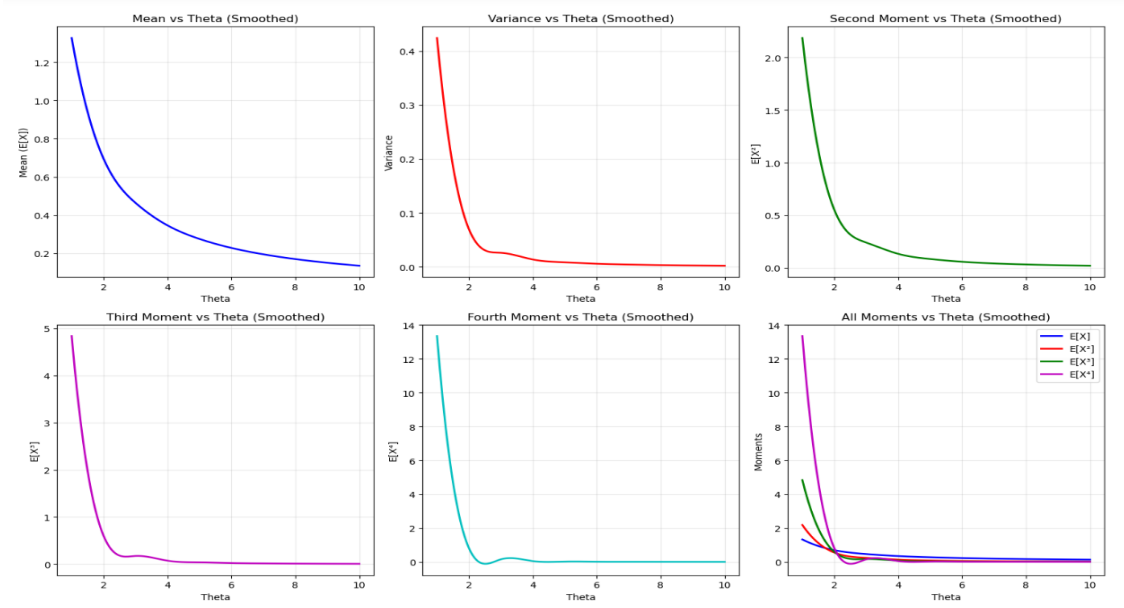 Mean vs Theta (Smoothed)
Mean (E[X])
1.2
1.0
0.8
0.6
0.4
0.2
2 4 6 8 10
Theta
Variance vs Theta (Smoothed)
Variance
0.4
0.3
0.2
0.1
0.0
2 4 6 8 10
Theta
Second Moment vs Theta (Smoothed)
E[X²]
2.0
1.5
1.0
0.5
0.0
2 4 6 8 10
Theta
Third Moment vs Theta (Smoothed)
E[X³]
5
4
3
2
1
0
2 4 6 8 10
Theta
Fourth Moment vs Theta (Smoothed)
E[X⁴]
14
12
10
8
6
4
2
0
2 4 6 8 10
Theta
All Moments vs Theta (Smoothed)
Moments
14
12
10
8
6
4
2
0
2 4 6 8 10
Theta
E[X]
E[X²]
E[X³]
E[X⁴]